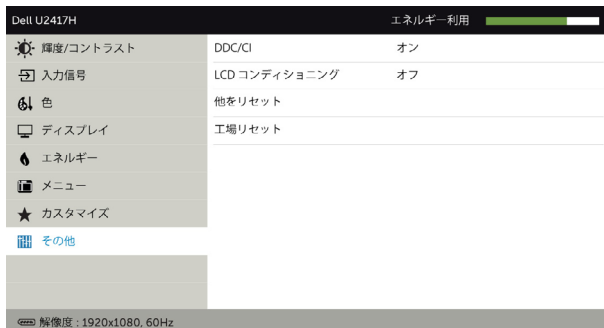 Dell U2417H
エネルギー利用
輝度/コントラスト
入力信号
色
ディスプレイ
エネルギー
メニュー
カスタマイズ
その他
DDC/CI オン
LCD コンディショニング オフ
他をリセット
工場リセット
解像度 : 1920x1080, 60Hz